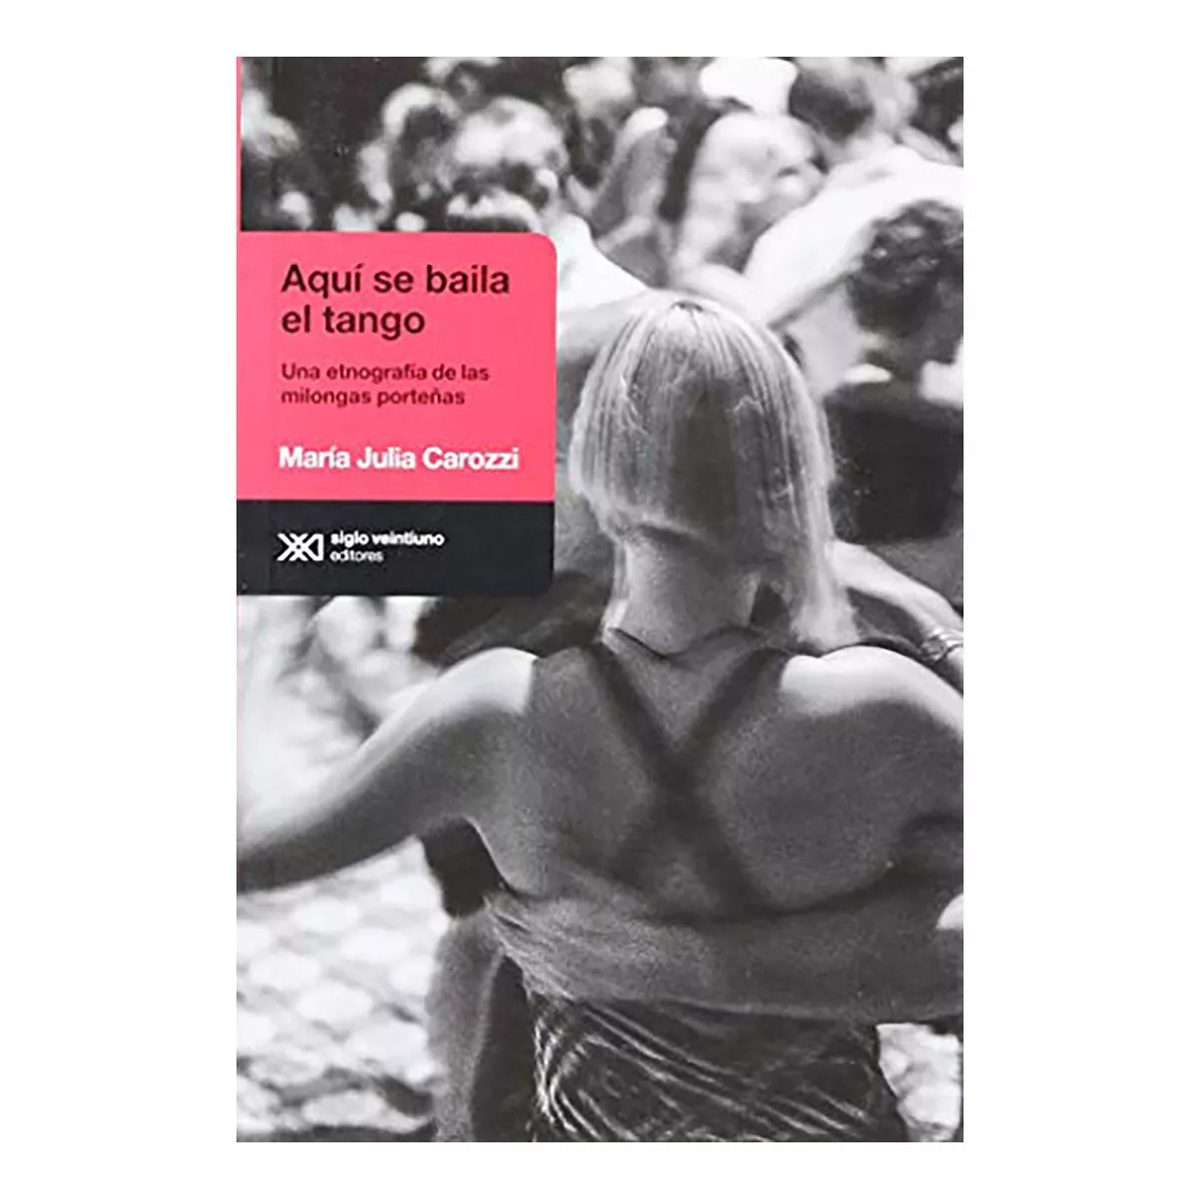 Aquí se baila
el tango
Una etnografía de las
milongas porteñas
María Julia Carozzi
siglo veintiuno
editores